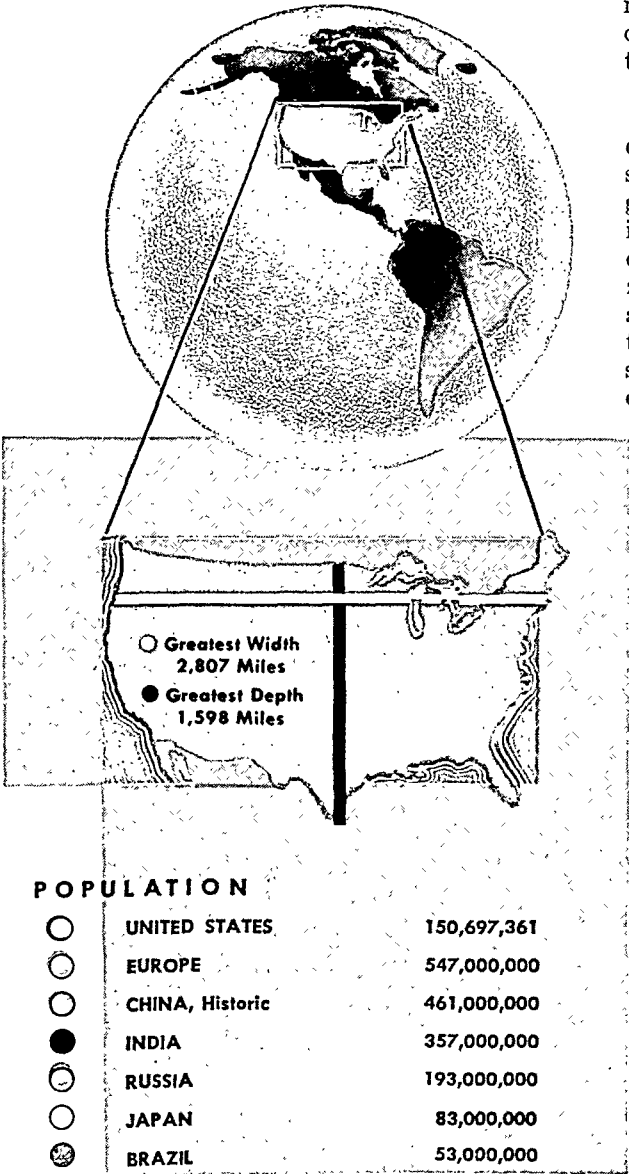 Greatest Width
2,807 Miles
Greatest Depth
1,598 Miles
POPULATION
UNITED STATES 150,697,361
EUROPE 547,000,000
CHINA, Historic 461,000,000
INDIA 357,000,000
RUSSIA 193,000,000
JAPAN 83,000,000
BRAZIL 53,000,000